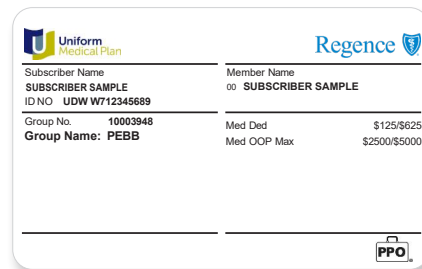 Uniform
Medical Plan
Regence
Subscriber Name
SUBSCRIBER SAMPLE
ID NO UDW W712345689
Member Name
00 SUBSCRIBER SAMPLE
Group No. 10003948
Group Name: PEBB
Med Ded $125/$625
Med OOP Max $2500/$5000
PPO